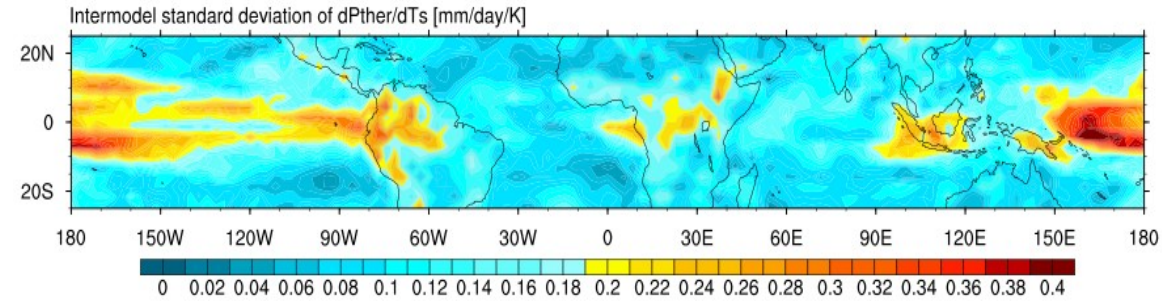 Intermodel standard deviation of dPther/dTs [mm/day/K]
20N
0
20S
180 150W 120W 90W 60W 30W 0 30E 60E 90E 120E 150E 180
0 0.02 0.04 0.06 0.08 0.1 0.12 0.14 0.16 0.18 0.2 0.22 0.24 0.26 0.28 0.3 0.32 0.34 0.36 0.38 0.4